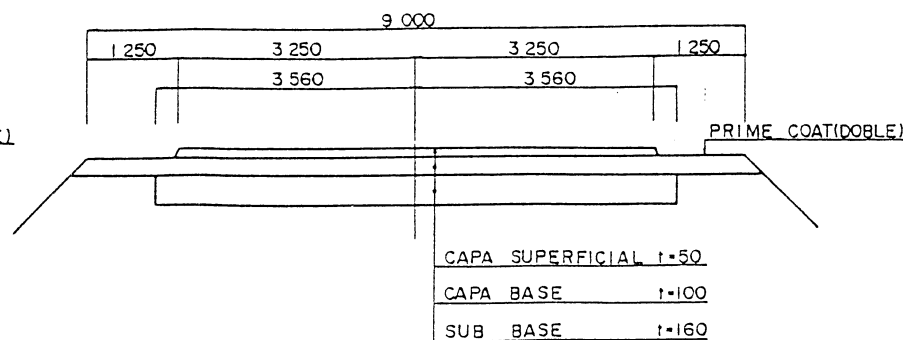 9 000
1 250 3 250 3 250 1 250
3 560 3 560
PRIME COAT(DOBLE)
CAPA SUPERFICIAL t=50
CAPA BASE t=100
SUB BASE t=160